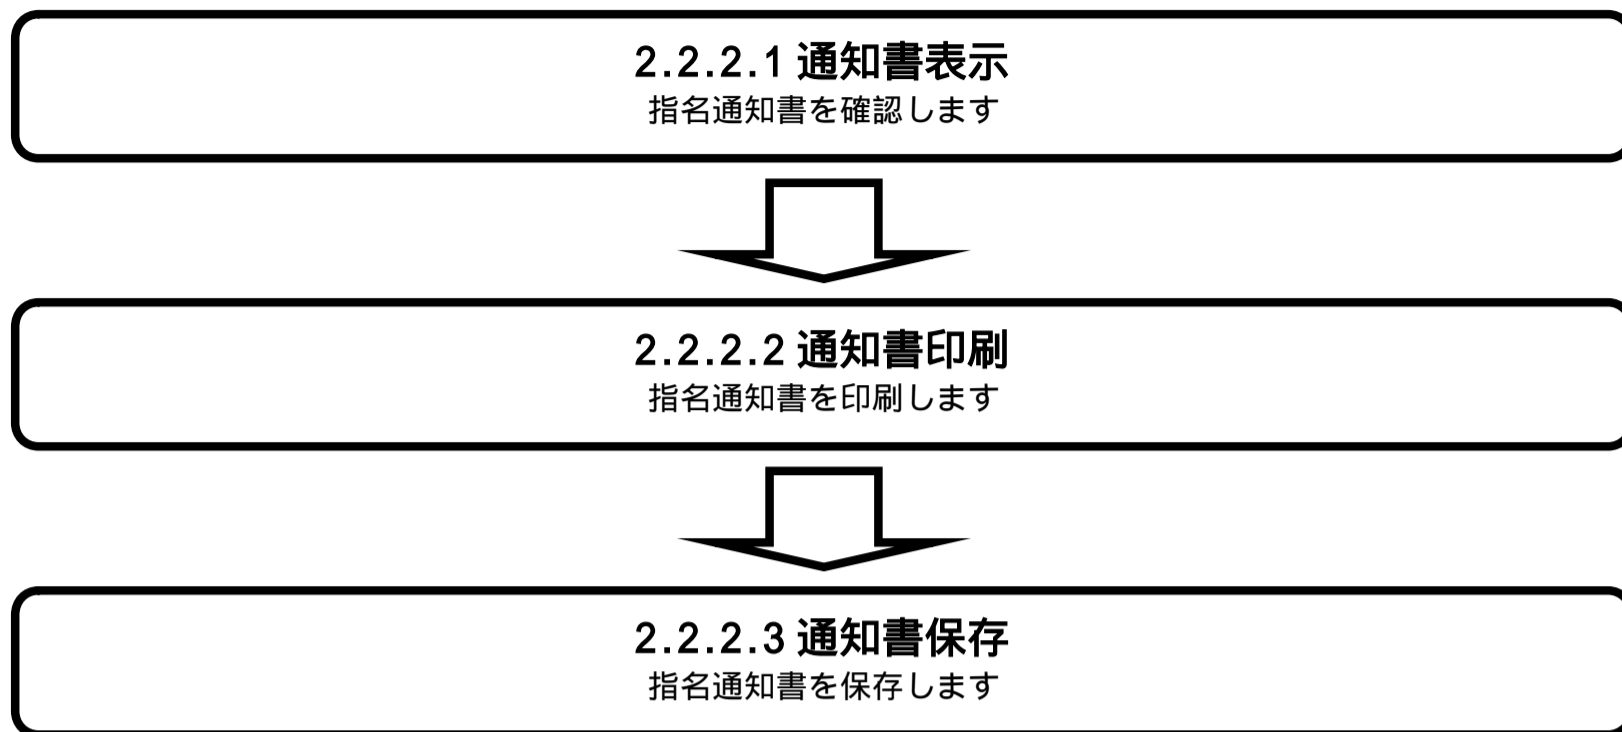 2.2.2.1 通知書表示
指名通知書を確認します
2.2.2.2 通知書印刷
指名通知書を印刷します
2.2.2.3 通知書保存
指名通知書を保存します